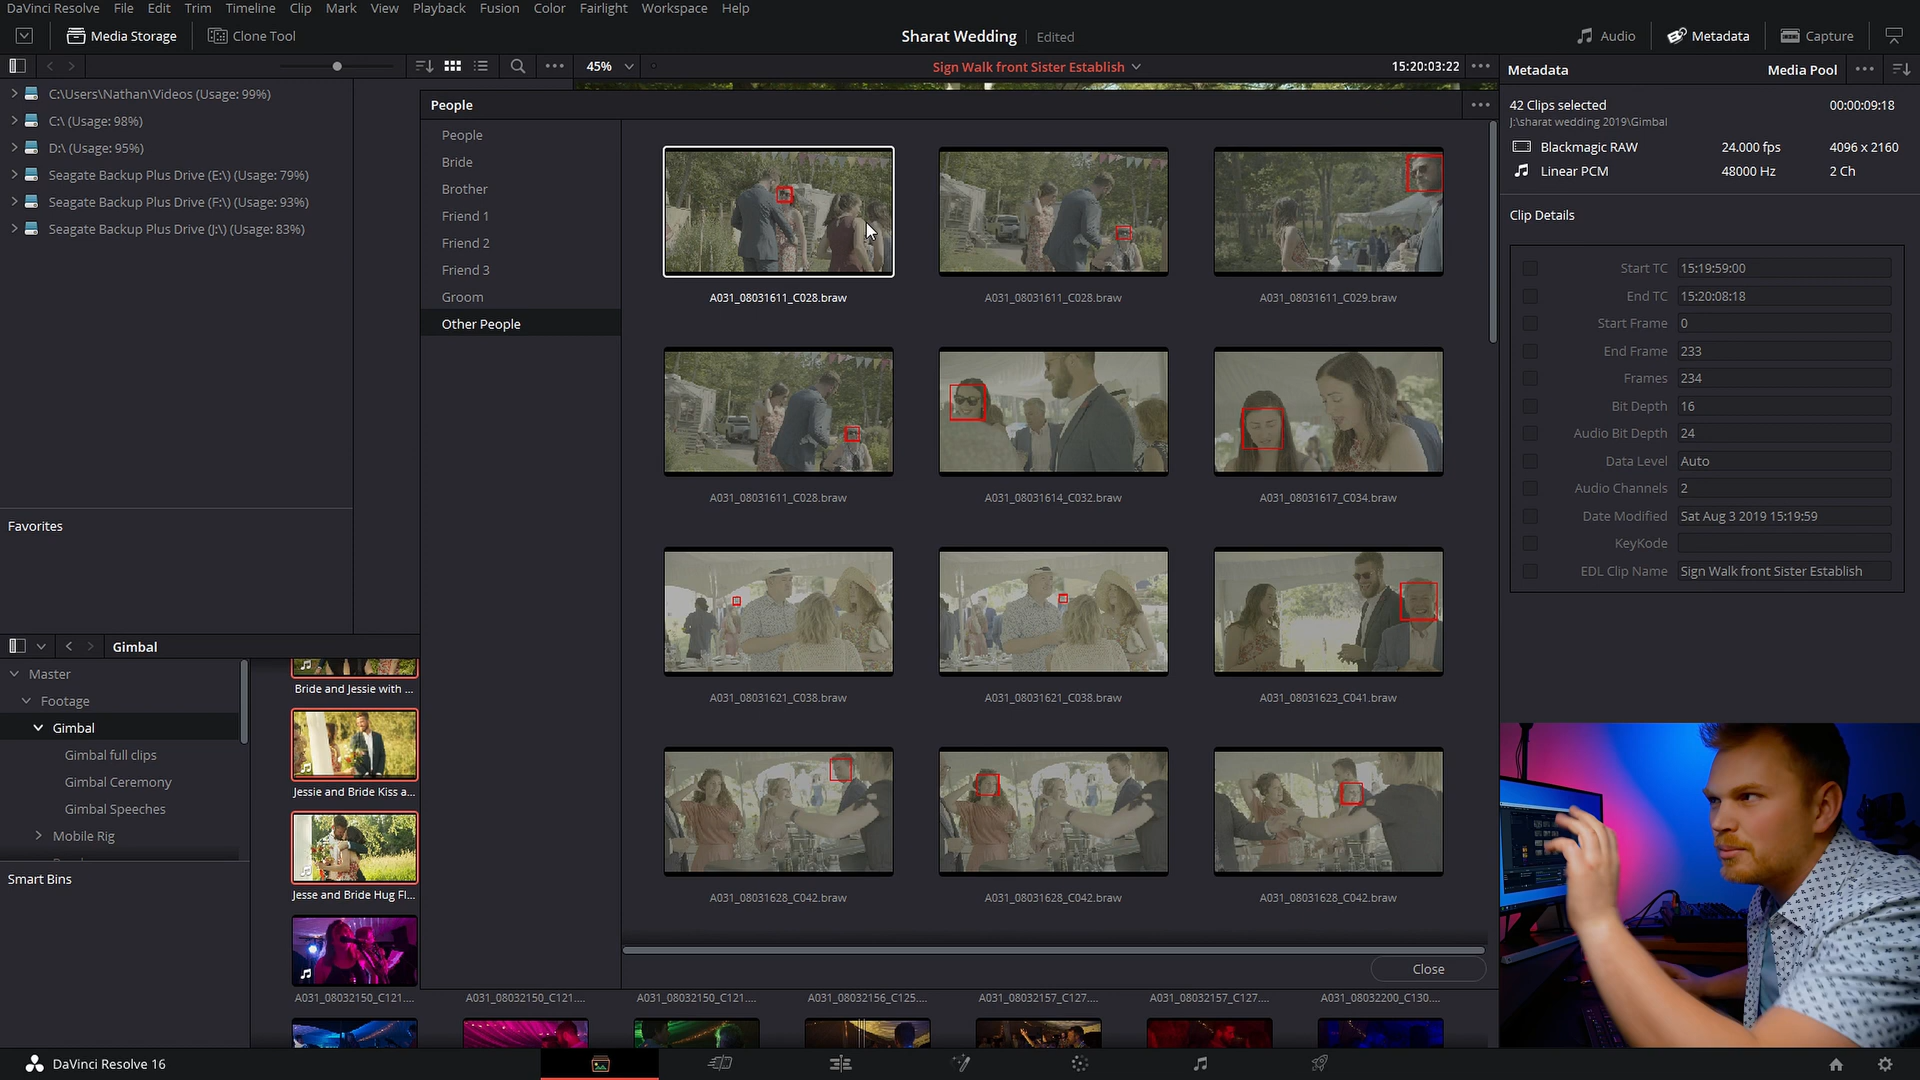 DaVinci Resolve File Edit Trim Timeline Clip Mark View Playback Fusion Color Fairlight Workspace Help
Media Storage Clone Tool Sharat Wedding Edited Audio Metadata Capture
45% Sign Walk front Sister Establish 15:20:03:22 Metadata Media Pool
C:\Users\Nathan\Videos (Usage: 99%)
C:\ (Usage: 98%)
D:\ (Usage: 95%)
Seagate Backup Plus Drive (E:\) (Usage: 79%)
Seagate Backup Plus Drive (F:\) (Usage: 93%)
Seagate Backup Plus Drive (J:\) (Usage: 83%)
Favorites
People
People
Bride
Brother
Friend 1
Friend 2
Friend 3
Groom
Other People
A031_08031611_C028.braw A031_08031611_C028.braw A031_08031611_C029.braw
A031_08031611_C028.braw A031_08031614_C032.braw A031_08031617_C034.braw
A031_08031621_C038.braw A031_08031621_C038.braw A031_08031623_C041.braw
A031_08031628_C042.braw A031_08031628_C042.braw A031_08031628_C042.braw
Close
42 Clips selected 00:00:09:18
J:\sharat wedding 2019\Gimbal
Blackmagic RAW 24.000 fps 4096 x 2160
Linear PCM 48000 Hz 2 Ch
Clip Details
Start TC 15:19:59:00
End TC 15:20:08:18
Start Frame 0
End Frame 233
Frames 234
Bit Depth 16
Audio Bit Depth 24
Data Level Auto
Audio Channels 2
Date Modified Sat Aug 3 2019 15:19:59
KeyKode
EDL Clip Name Sign Walk front Sister Establish
Gimbal
Master
Footage
Gimbal
Gimbal full clips
Gimbal Ceremony
Gimbal Speeches
Mobile Rig
Smart Bins
Bride and Jessie with ...
Jessie and Bride Kiss a...
Jesse and Bride Hug Fl...
A031_08032150_C121.... A031_08032150_C121.... A031_08032150_C121.... A031_08032156_C125.... A031_08032157_C127.... A031_08032157_C127.... A031_08032200_C130....
DaVinci Resolve 16